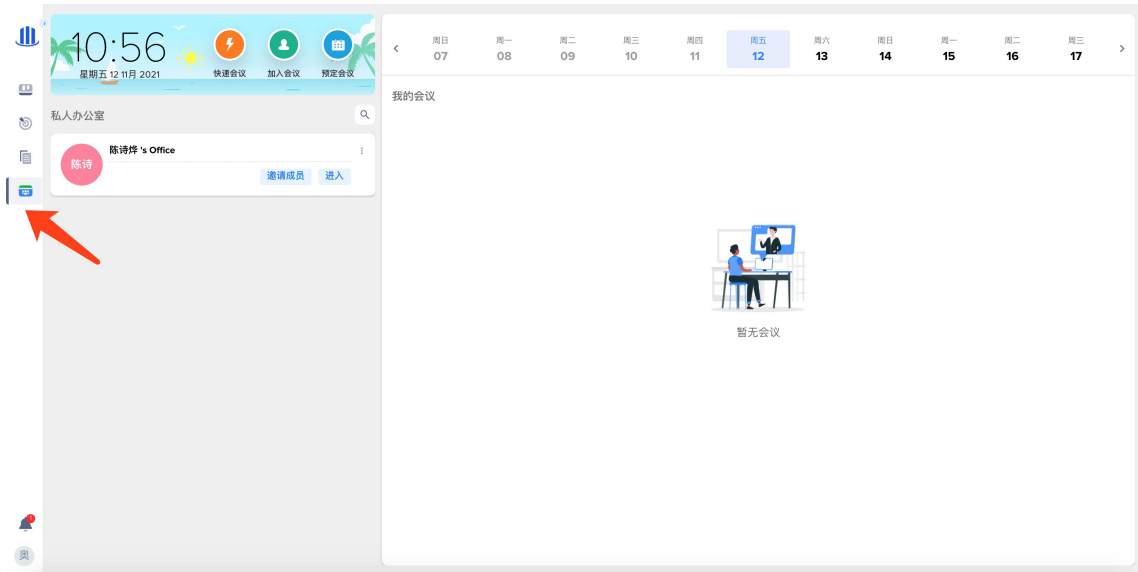 10:56
星期五 12 11月 2021
快速会议 加入会议 预定会议
私人办公室
陈诗
陈诗烨 's Office
邀请成员 进入
周日 周一 周二 周三 周四 周五 周六 周日 周一 周二 周三
07 08 09 10 11 12 13 14 15 16 17
我的会议
暂无会议
1
奥